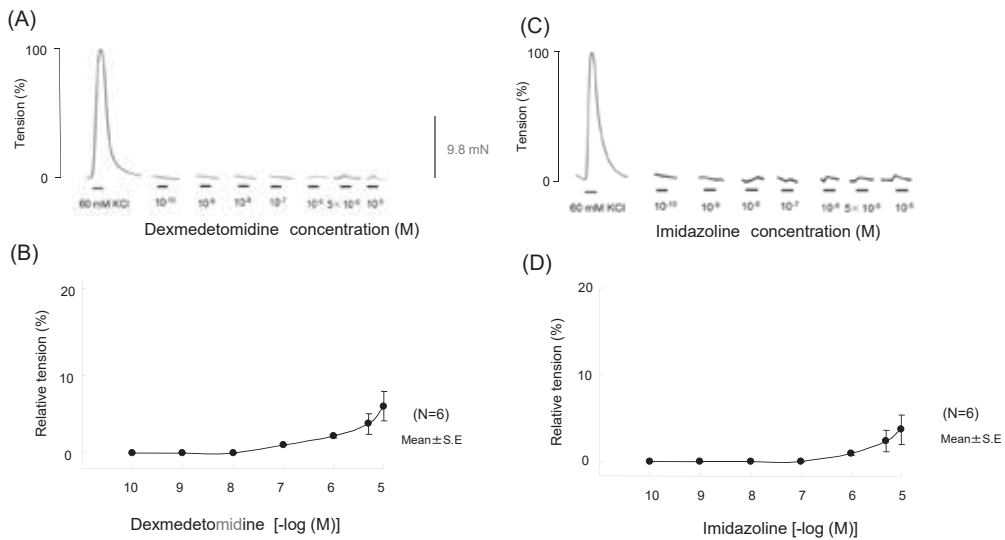 (A)
Tension (%)
100
0
9.8 mN
60 mM KCl 10⁻¹⁰ 10⁻⁹ 10⁻⁸ 10⁻⁷ 10⁻⁶ 5×10⁻⁶ 10⁻⁵
Dexmedetomidine concentration (M)
(C)
Tension (%)
100
0
60 mM KCl 10⁻¹⁰ 10⁻⁹ 10⁻⁸ 10⁻⁷ 10⁻⁶ 5×10⁻⁶ 10⁻⁵
Imidazoline concentration (M)
(B)
Relative tension (%)
20
10
0
(N=6)
Mean±S.E
10 9 8 7 6 5
Dexmedetomidine [-log (M)]
(D)
Relative tension (%)
20
10
0
(N=6)
Mean±S.E
10 9 8 7 6 5
Imidazoline [-log (M)]